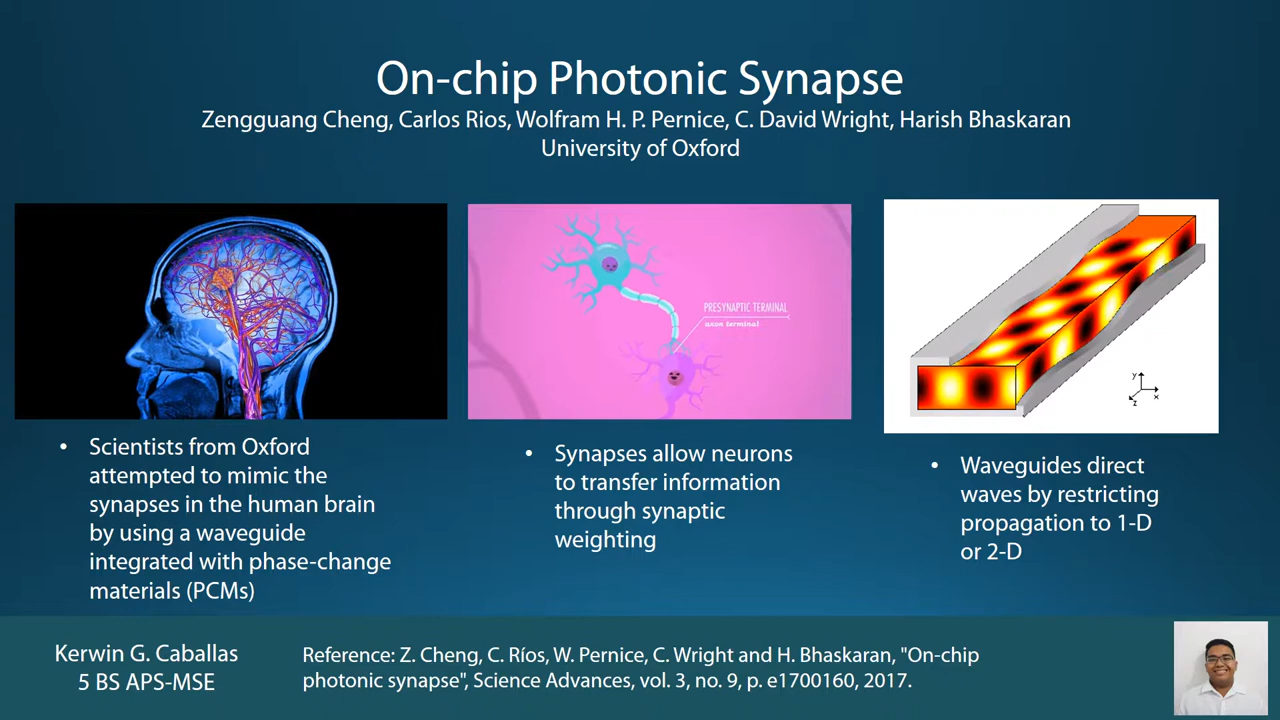 On-chip Photonic Synapse
Zengguang Cheng, Carlos Rios, Wolfram H. P. Pernice, C. David Wright, Harish Bhaskaran
University of Oxford
PRESYNAPTIC TERMINAL
axon terminal
y
x
z
• Scientists from Oxford
attempted to mimic the
synapses in the human brain
by using a waveguide
integrated with phase-change
materials (PCMs)
• Synapses allow neurons
to transfer information
through synaptic
weighting
• Waveguides direct
waves by restricting
propagation to 1-D
or 2-D
Kerwin G. Caballas
5 BS APS-MSE
Reference: Z. Cheng, C. Ríos, W. Pernice, C. Wright and H. Bhaskaran, "On-chip
photonic synapse", Science Advances, vol. 3, no. 9, p. e1700160, 2017.